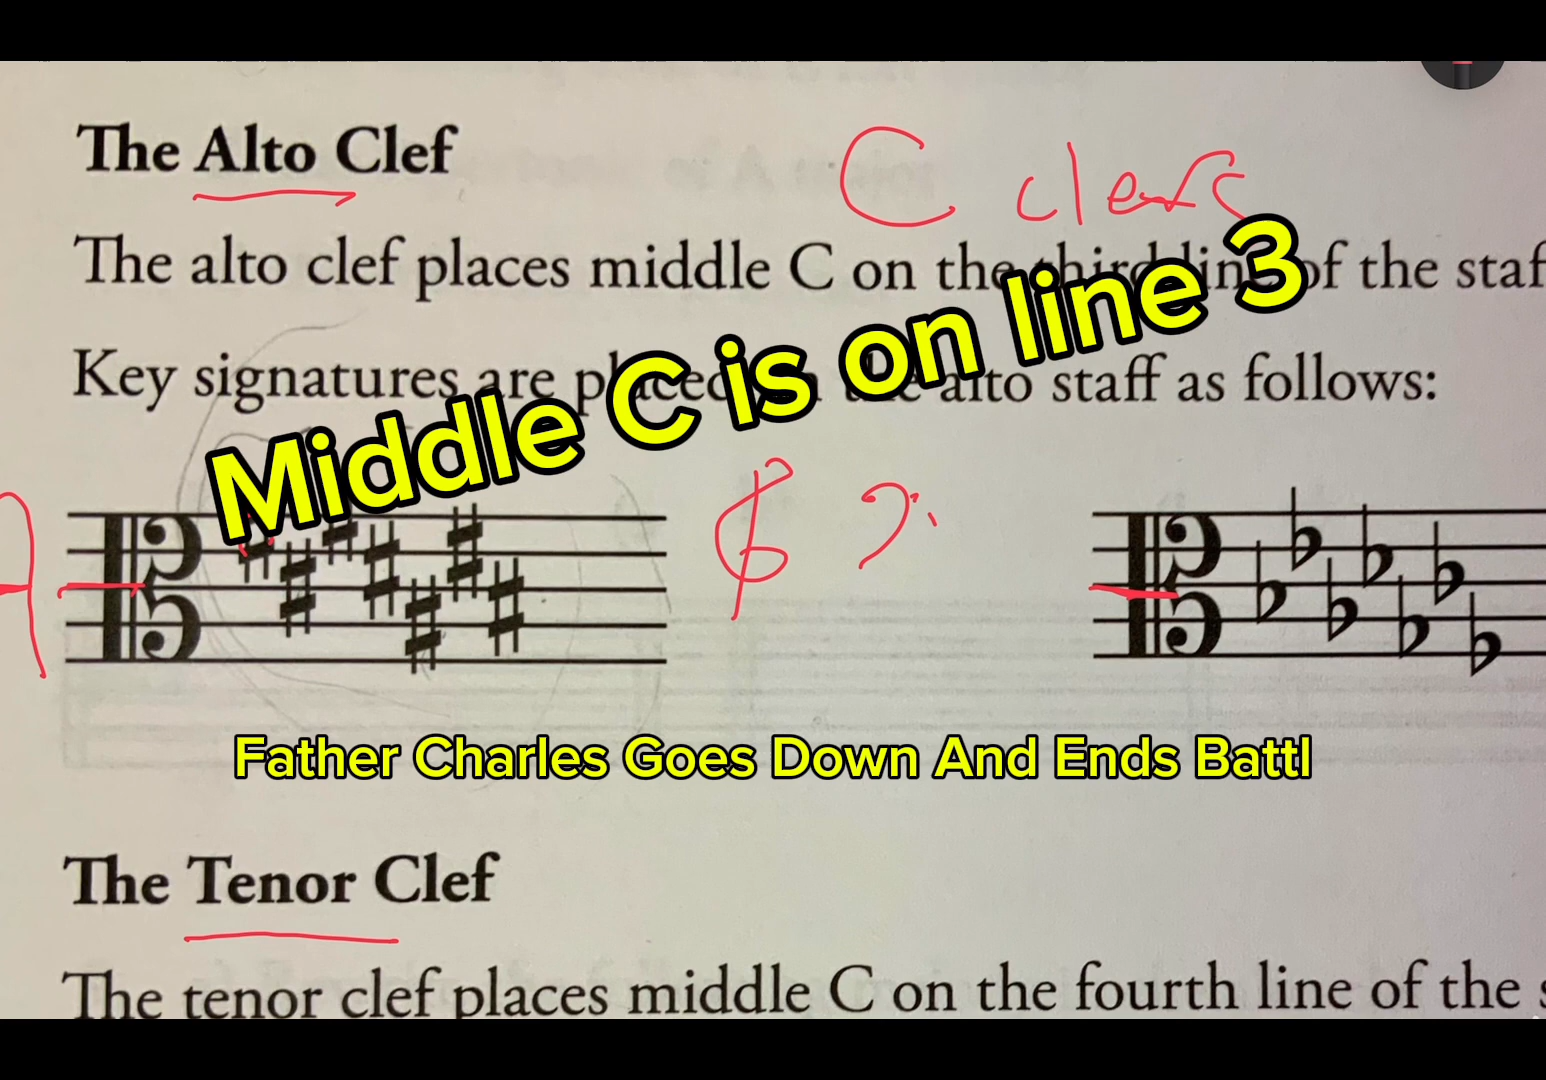 The Alto Clef
C clefs
The alto clef places middle C on the third line of the staf
Middle C is on line 3
Key signatures are placed on the alto staff as follows:
Father Charles Goes Down And Ends Battl
The Tenor Clef
The tenor clef places middle C on the fourth line of the s